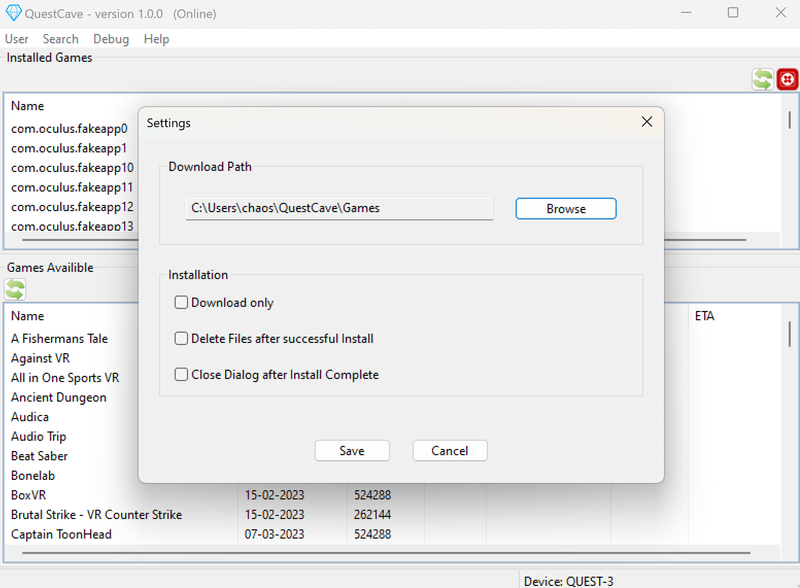 QuestCave - version 1.0.0 (Online)
User Search Debug Help
Installed Games
Name
com.oculus.fakeapp0
com.oculus.fakeapp1
com.oculus.fakeapp10
com.oculus.fakeapp11
com.oculus.fakeapp12
com.oculus.fakeapp13
Settings
Download Path
C:\Users\chaos\QuestCave\Games Browse
Installation
Download only
Delete Files after successful Install
Close Dialog after Install Complete
Save Cancel
Games Availible
Name ETA
A Fishermans Tale
Against VR
All in One Sports VR
Ancient Dungeon
Audica
Audio Trip
Beat Saber
Bonelab
BoxVR 15-02-2023 524288
Brutal Strike - VR Counter Strike 15-02-2023 262144
Captain ToonHead 07-03-2023 524288
Device: QUEST-3